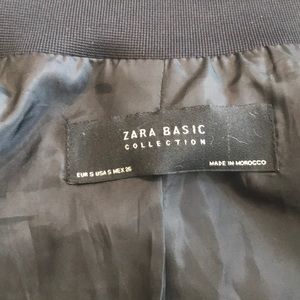 ZARA BASIC
COLLECTION
EUR S USA S MEX 26
MADE IN MOROCCO